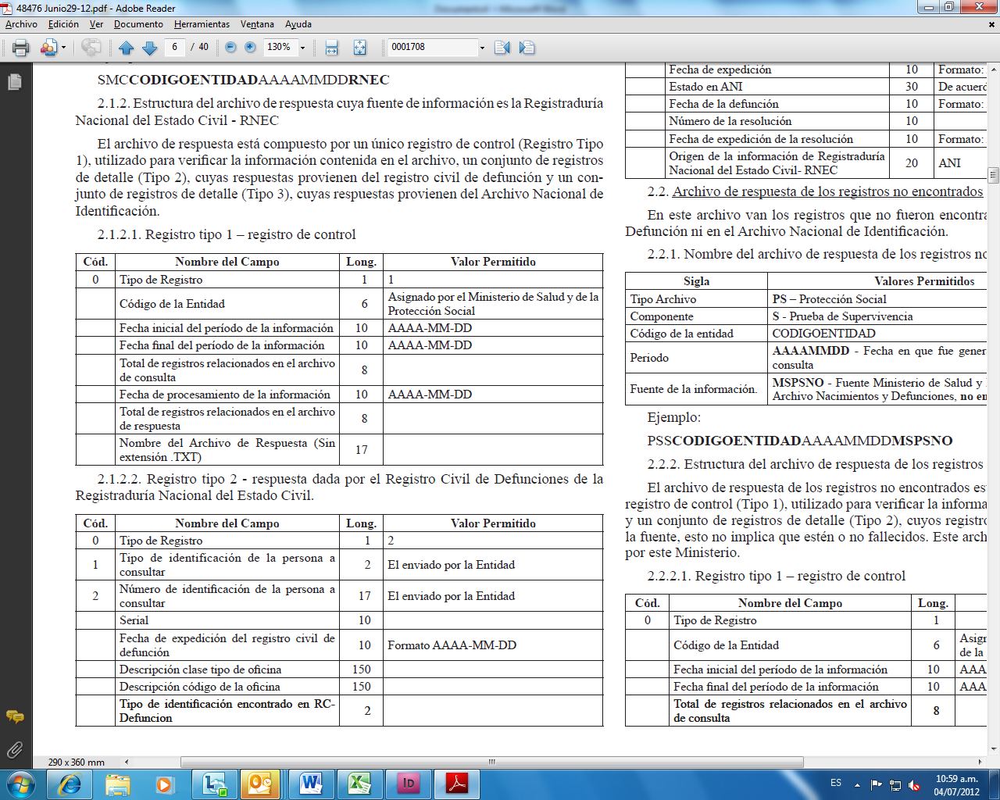 48476 Junio29-12.pdf - Adobe Reader
Archivo Edición Ver Documento Herramientas Ventana Ayuda
6 / 40 130% 0001708
SMCCODIGOENTIDADAAAAMMDDRNEC
2.1.2. Estructura del archivo de respuesta cuya fuente de información es la Registraduría
Nacional del Estado Civil - RNEC
El archivo de respuesta está compuesto por un único registro de control (Registro Tipo
1), utilizado para verificar la información contenida en el archivo, un conjunto de registros
de detalle (Tipo 2), cuyas respuestas provienen del registro civil de defunción y un con-
junto de registros de detalle (Tipo 3), cuyas respuestas provienen del Archivo Nacional de
Identificación.
2.1.2.1. Registro tipo 1 – registro de control
Cód. Nombre del Campo Long. Valor Permitido
0 Tipo de Registro 1 1
Código de la Entidad 6 Asignado por el Ministerio de Salud y de la
Protección Social
Fecha inicial del período de la información 10 AAAA-MM-DD
Fecha final del período de la información 10 AAAA-MM-DD
Total de registros relacionados en el archivo
de consulta 8
Fecha de procesamiento de la información 10 AAAA-MM-DD
Total de registros relacionados en el archivo
de respuesta 8
Nombre del Archivo de Respuesta (Sin
extensión .TXT) 17
2.1.2.2. Registro tipo 2 - respuesta dada por el Registro Civil de Defunciones de la
Registraduría Nacional del Estado Civil.
Cód. Nombre del Campo Long. Valor Permitido
0 Tipo de Registro 1 2
1 Tipo de identificación de la persona a
consultar 2 El enviado por la Entidad
2 Número de identificación de la persona a
consultar 17 El enviado por la Entidad
Serial 10
Fecha de expedición del registro civil de
defunción 10 Formato AAAA-MM-DD
Descripción clase tipo de oficina 150
Descripción código de la oficina 150
Tipo de identificación encontrado en RC-
Defuncion 2
Fecha de expedición 10 Formato:
Estado en ANI 30 De acuerd
Fecha de la defunción 10 Formato:
Número de la resolución 10
Fecha de expedición de la resolución 10 Formato:
Origen de la información de Registraduría
Nacional del Estado Civil- RNEC 20 ANI
2.2. Archivo de respuesta de los registros no encontrados
En este archivo van los registros que no fueron encontra
Defunción ni en el Archivo Nacional de Identificación.
2.2.1. Nombre del archivo de respuesta de los registros no
Sigla Valores Permitidos
Tipo Archivo PS – Protección Social
Componente S - Prueba de Supervivencia
Código de la entidad CODIGOENTIDAD
Periodo AAAAMMDD - Fecha en que fue gener
consulta
Fuente de la información. MSPSNO - Fuente Ministerio de Salud y
Archivo Nacimientos y Defunciones, no en
Ejemplo:
PSSCODIGOENTIDADAAAAMMDDMSPSNO
2.2.2. Estructura del archivo de respuesta de los registros
El archivo de respuesta de los registros no encontrados es
registro de control (Tipo 1), utilizado para verificar la informa
y un conjunto de registros de detalle (Tipo 2), cuyos registro
la fuente, esto no implica que estén o no fallecidos. Este arch
por este Ministerio.
2.2.2.1. Registro tipo 1 – registro de control
Cód. Nombre del Campo Long.
0 Tipo de Registro 1
Código de la Entidad 6 Asign
de la
Fecha inicial del período de la información 10 AAA
Fecha final del período de la información 10 AAA
Total de registros relacionados en el archivo
de consulta 8
290 x 360 mm
ES 10:59 a.m.
04/07/2012